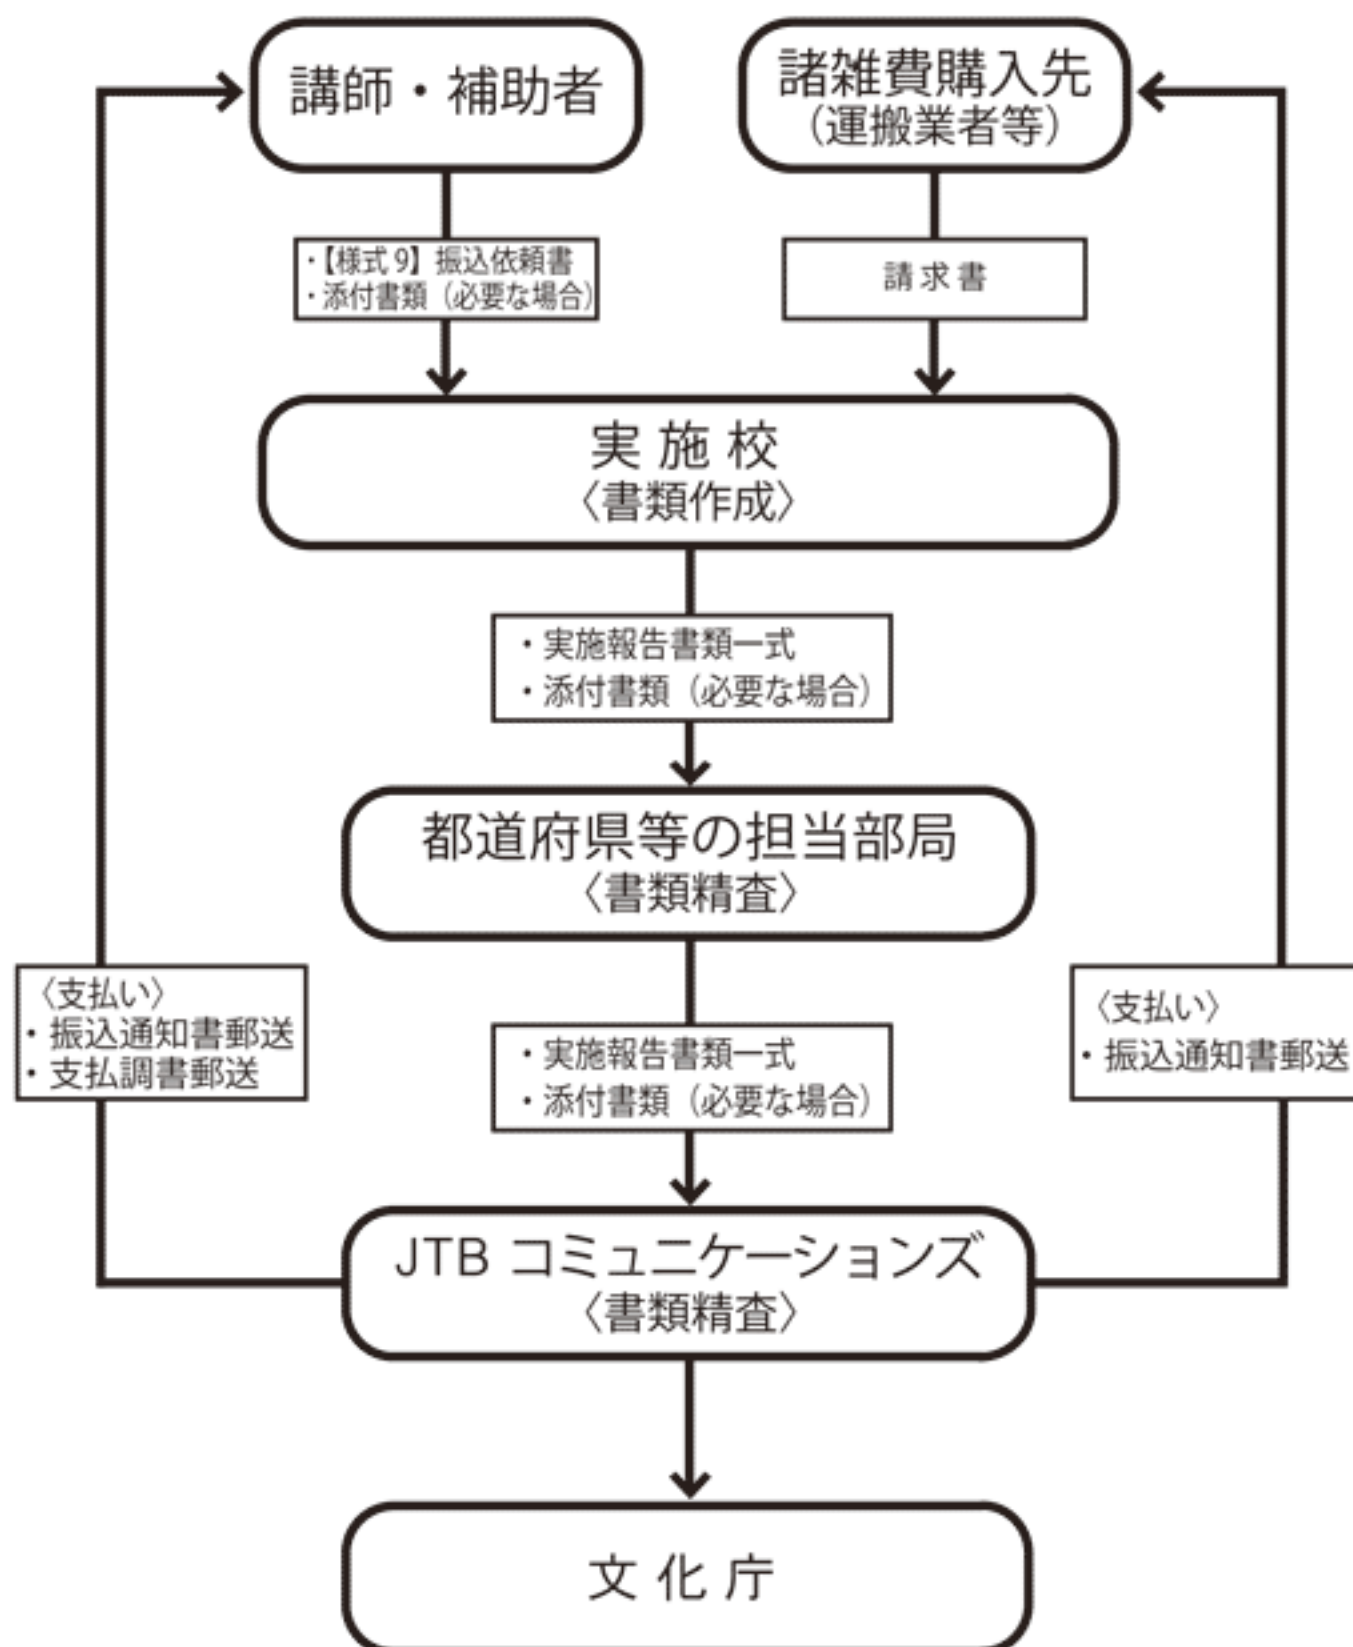 講師・補助者
諸雑費購入先
（運搬業者等）
・【様式9】振込依頼書
・添付書類（必要な場合）
請求書
実施校
〈書類作成〉
・実施報告書類一式
・添付書類（必要な場合）
都道府県等の担当部局
〈書類精査〉
〈支払い〉
・振込通知書郵送
・支払調書郵送
・実施報告書類一式
・添付書類（必要な場合）
〈支払い〉
・振込通知書郵送
JTB コミュニケーションズ
〈書類精査〉
文化庁